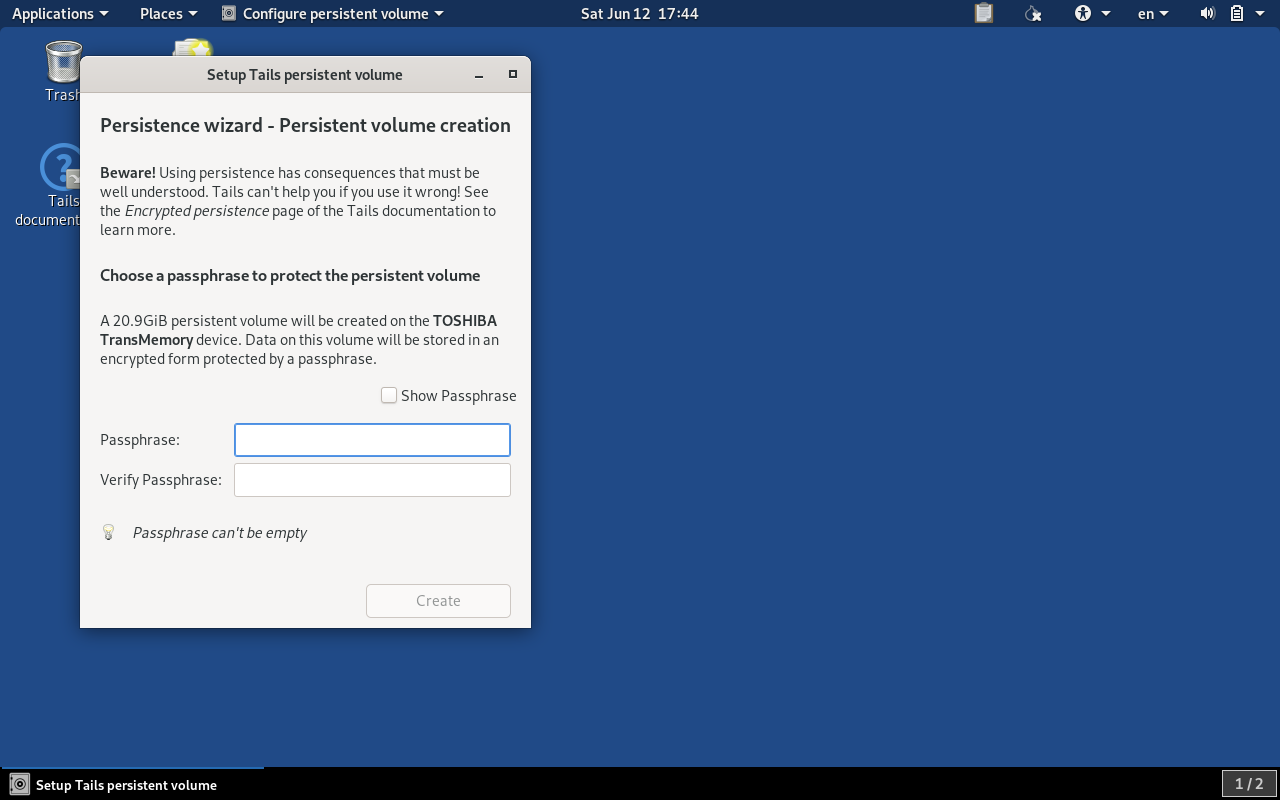 Applications Places Configure persistent volume Sat Jun 12 17:44 en
Trash
Setup Tails persistent volume
Persistence wizard - Persistent volume creation
Beware! Using persistence has consequences that must be
well understood. Tails can't help you if you use it wrong! See
the Encrypted persistence page of the Tails documentation to
learn more.
Tails
Choose a passphrase to protect the persistent volume
A 20.9GiB persistent volume will be created on the TOSHIBA
TransMemory device. Data on this volume will be stored in an
encrypted form protected by a passphrase.
Show Passphrase
Passphrase:
Verify Passphrase:
Passphrase can't be empty
Create
Setup Tails persistent volume 1 / 2